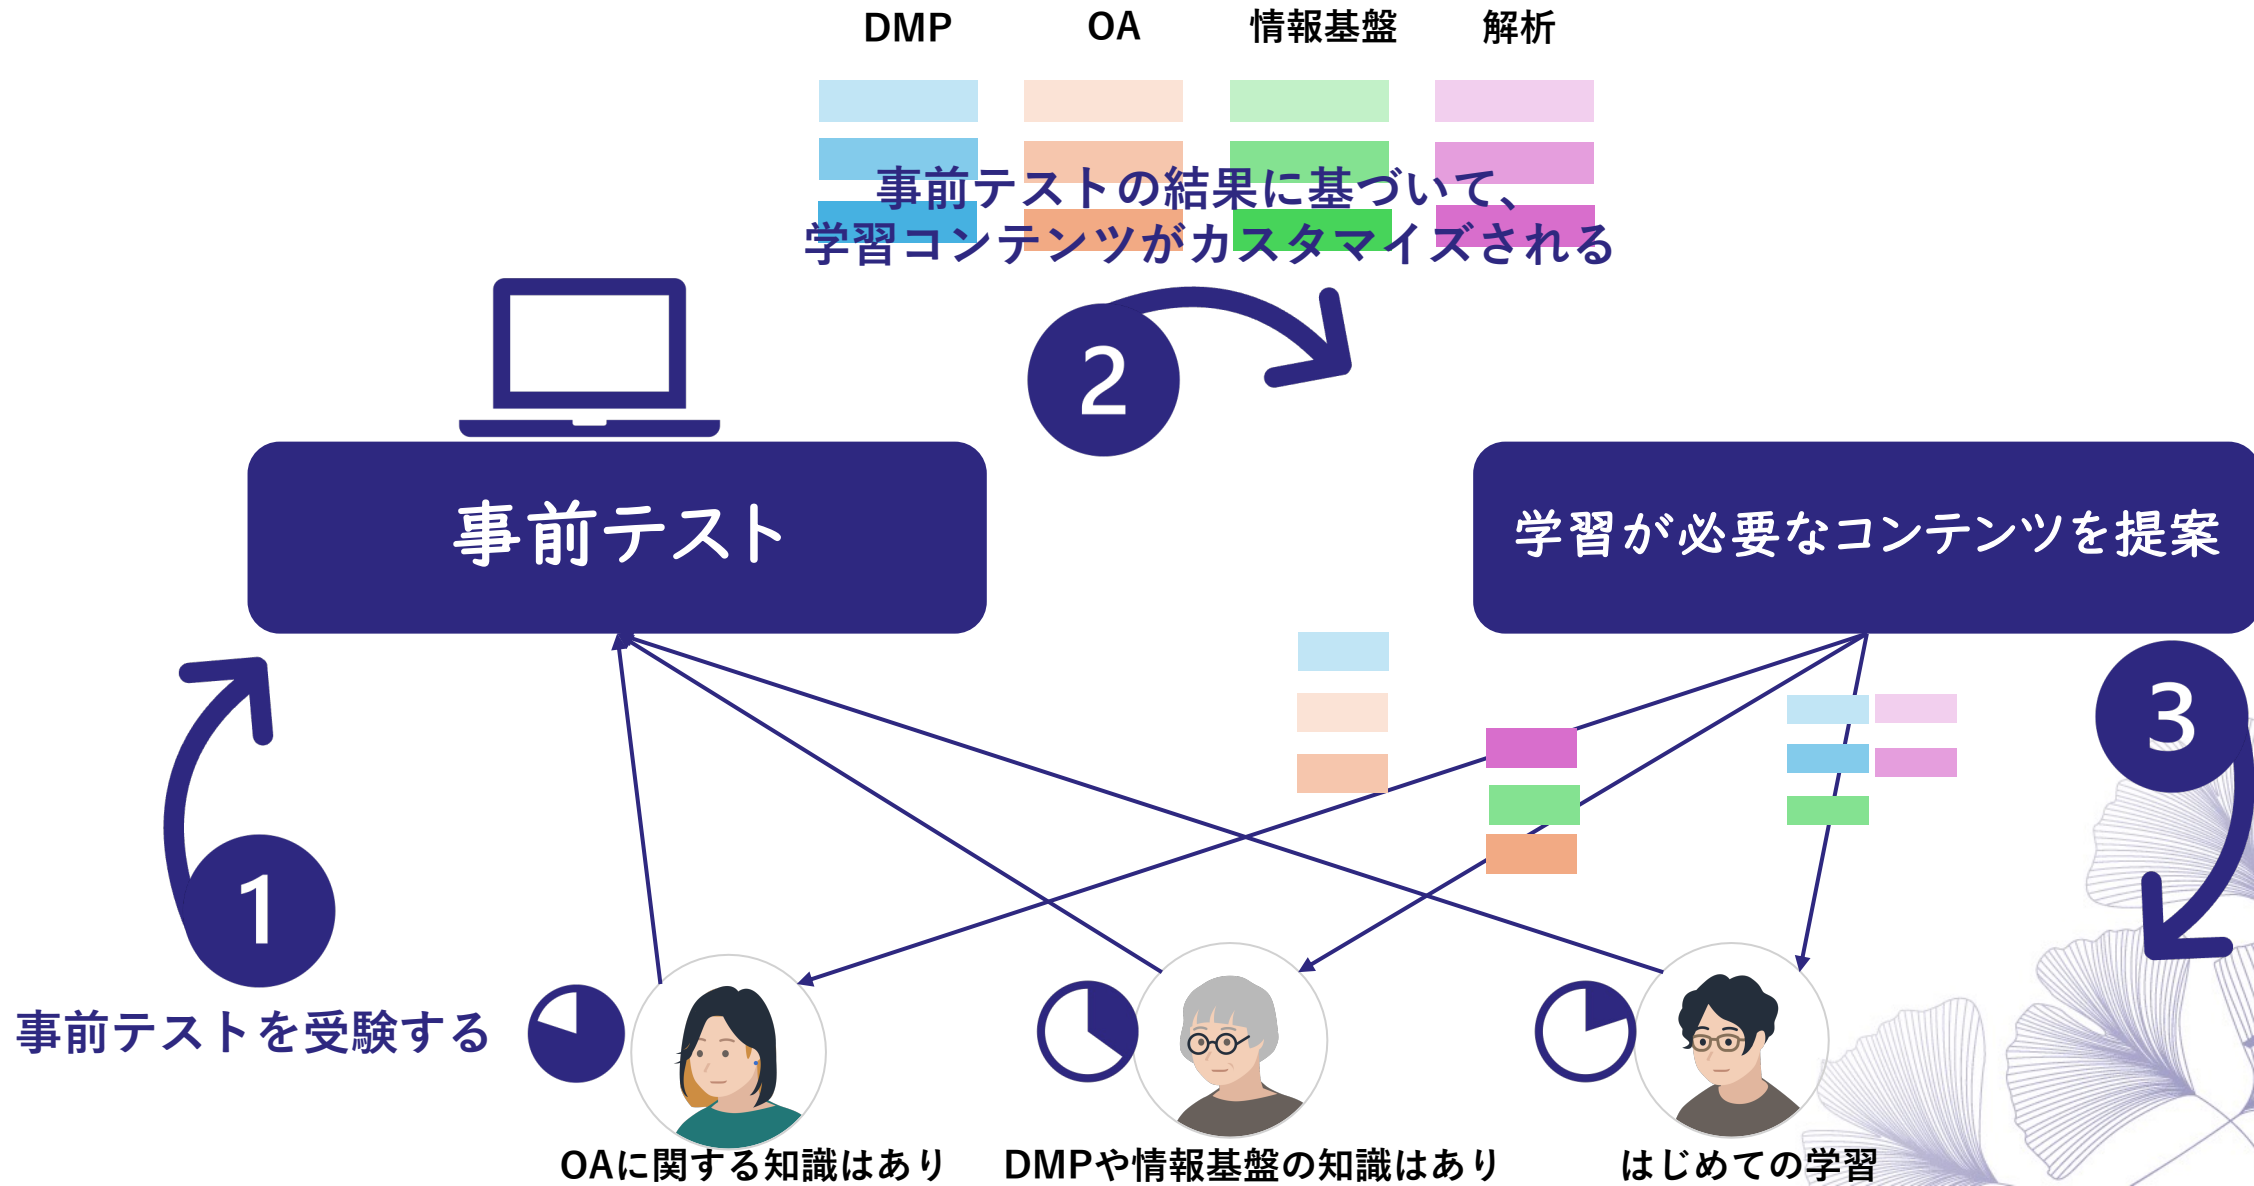 DMP OA 情報基盤 解析
事前テストの結果に基づいて、
学習コンテンツがカスタマイズされる
2
事前テスト
学習が必要なコンテンツを提案
3
1
事前テストを受験する
OAに関する知識はあり
DMPや情報基盤の知識はあり
はじめての学習